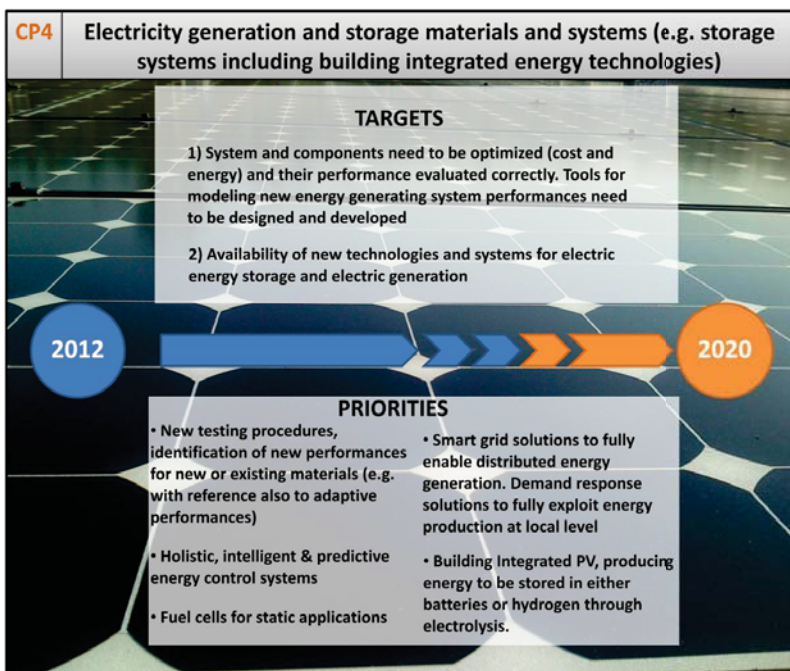 CP4
Electricity generation and storage materials and systems (e.g. storage
systems including building integrated energy technologies)
TARGETS
1) System and components need to be optimized (cost and
energy) and their performance evaluated correctly. Tools for
modeling new energy generating system performances need
to be designed and developed
2) Availability of new technologies and systems for electric
energy storage and electric generation
2012
2020
PRIORITIES
• New testing procedures,
identification of new performances
for new or existing materials (e.g.
with reference also to adaptive
performances)
• Holistic, intelligent & predictive
energy control systems
• Fuel cells for static applications
• Smart grid solutions to fully
enable distributed energy
generation. Demand response
solutions to fully exploit energy
production at local level
• Building Integrated PV, producing
energy to be stored in either
batteries or hydrogen through
electrolysis.